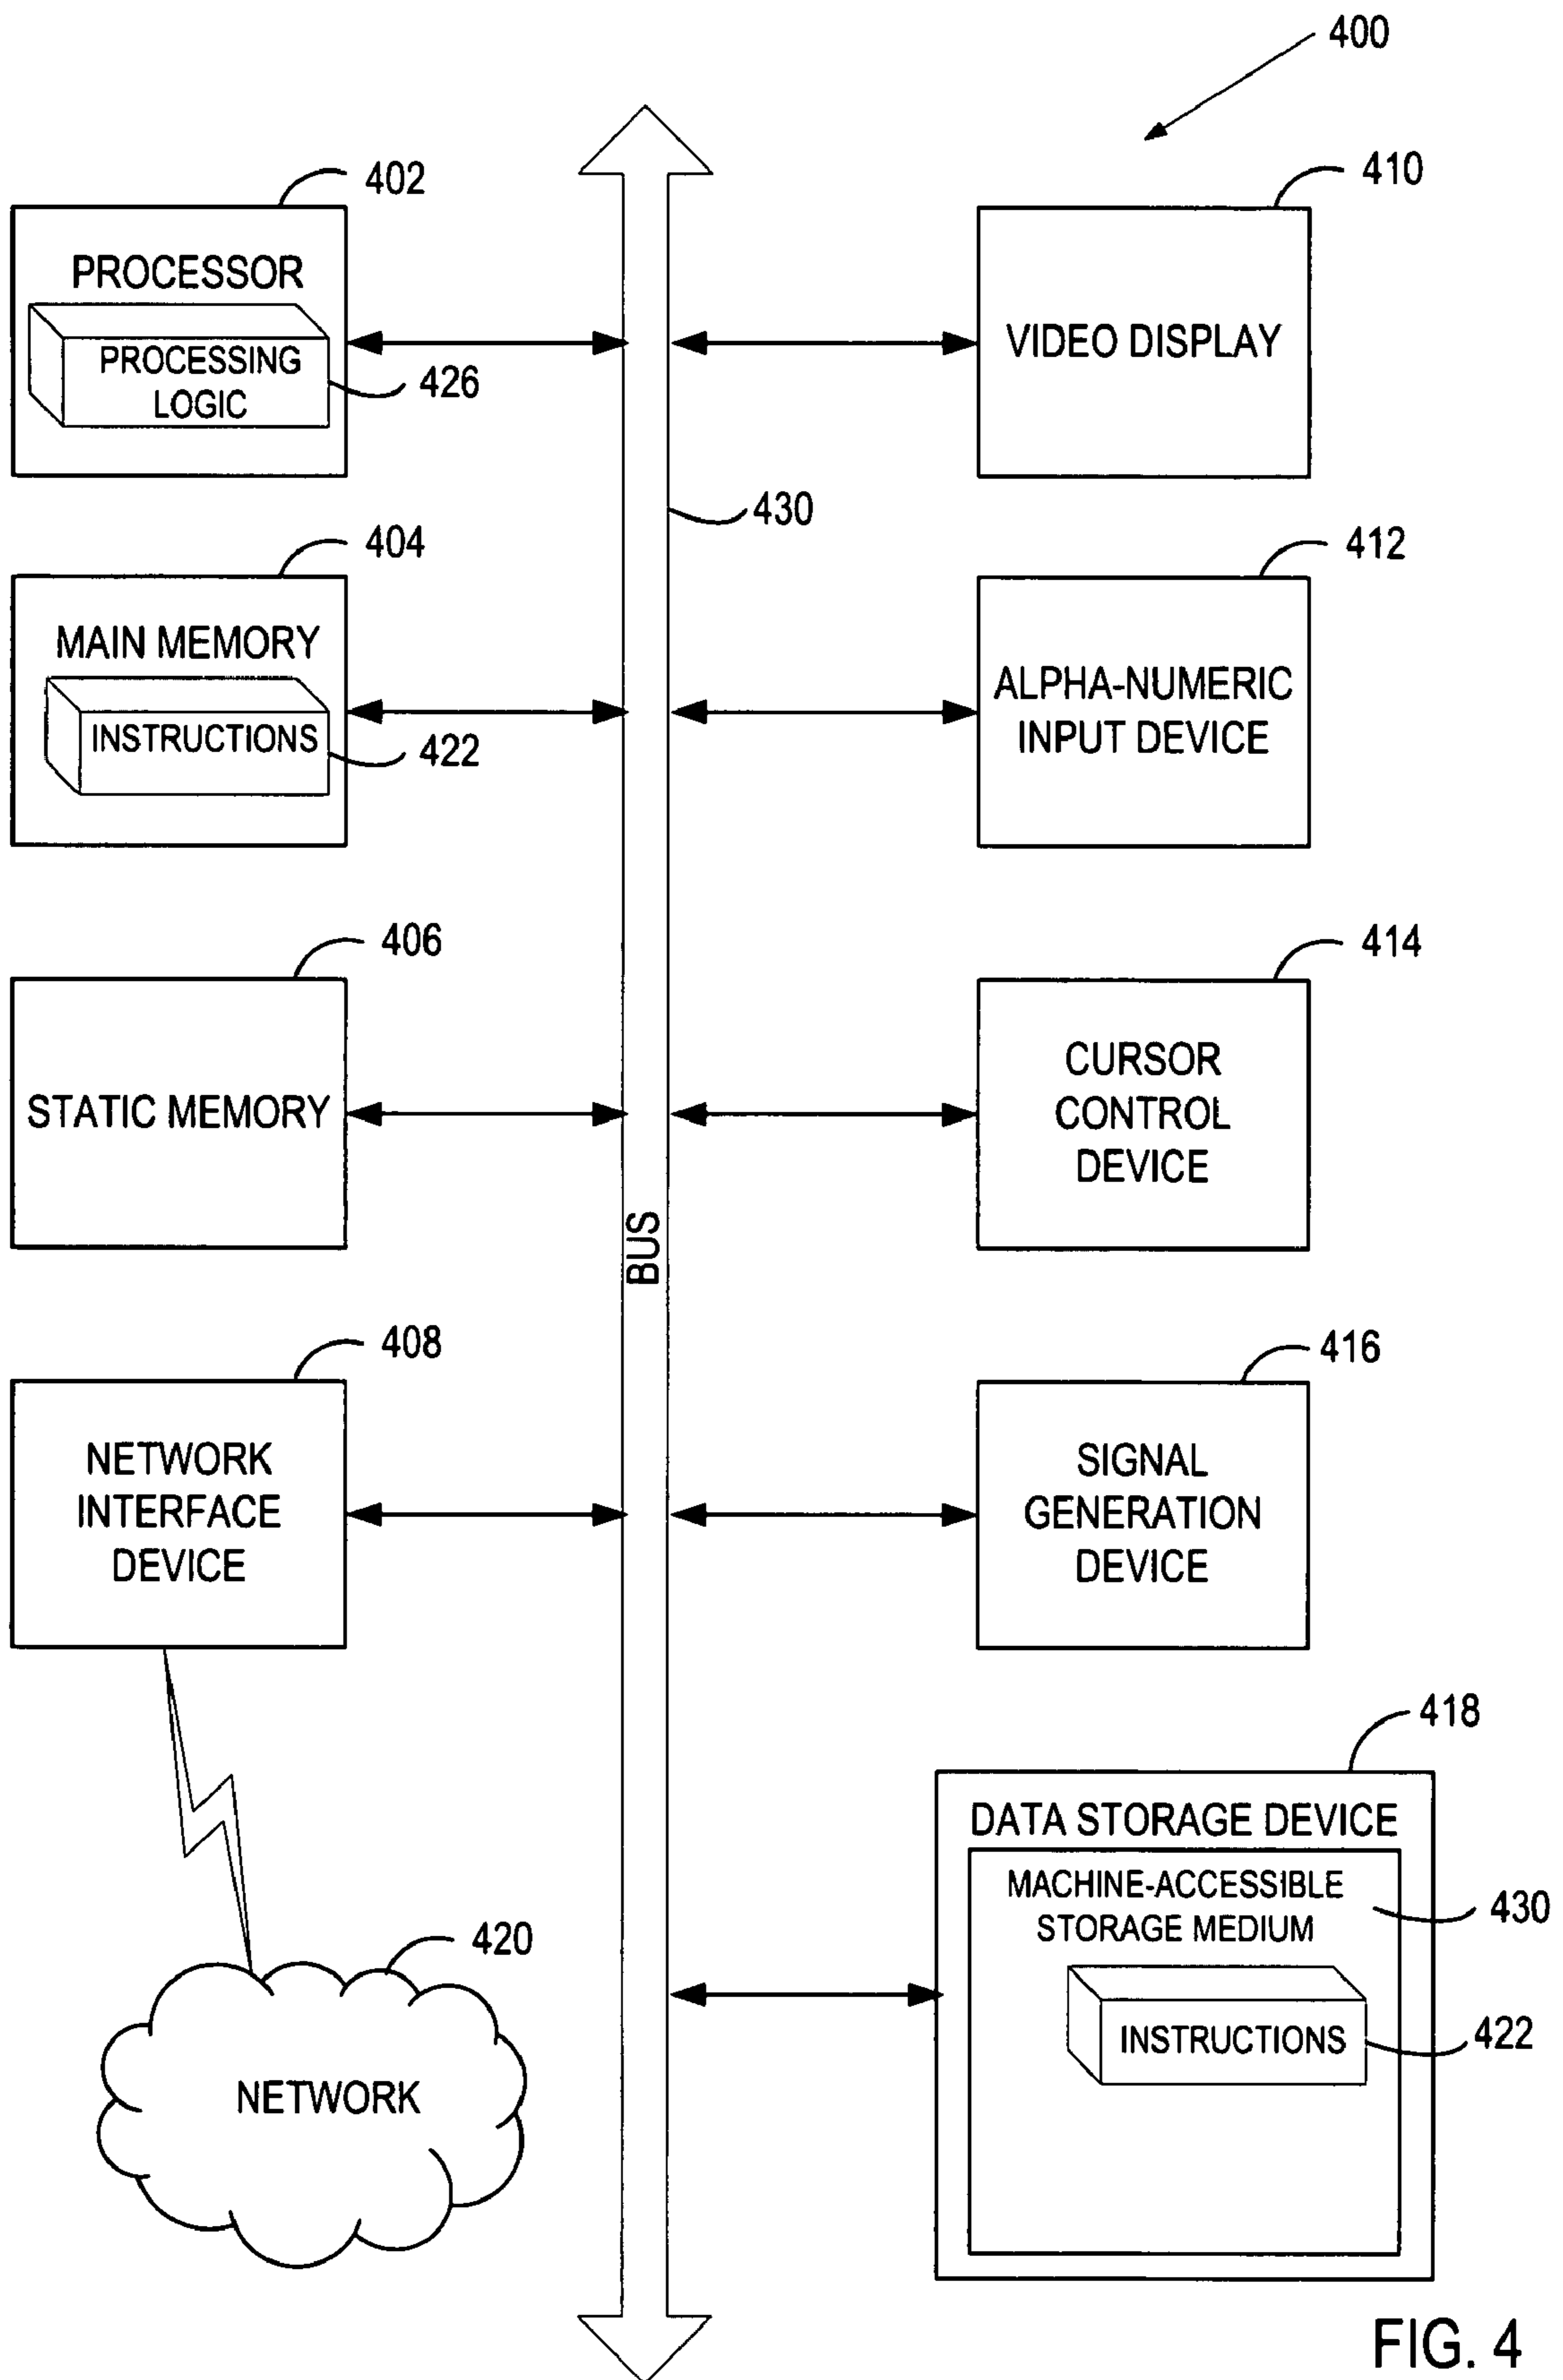 400
402
PROCESSOR
PROCESSING
LOGIC
426
410
VIDEO DISPLAY
430
404
MAIN MEMORY
INSTRUCTIONS
422
412
ALPHA-NUMERIC
INPUT DEVICE
406
STATIC MEMORY
414
CURSOR
CONTROL
DEVICE
BUS
408
NETWORK
INTERFACE
DEVICE
416
SIGNAL
GENERATION
DEVICE
418
DATA STORAGE DEVICE
MACHINE-ACCESSIBLE
STORAGE MEDIUM
430
INSTRUCTIONS
422
420
NETWORK
FIG. 4